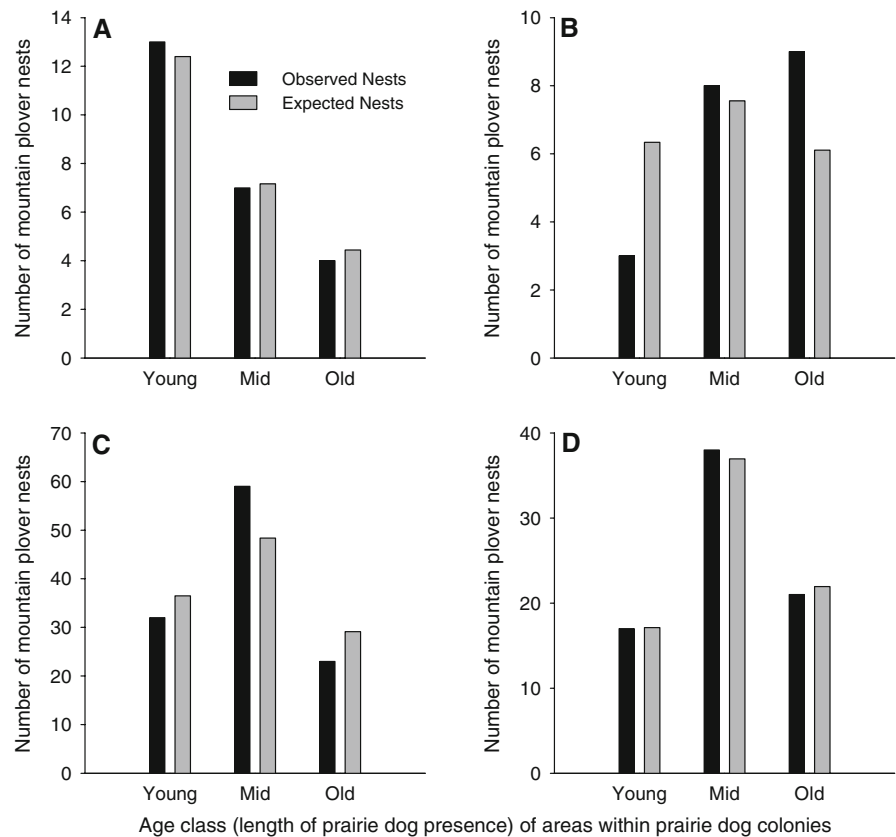 A
Number of mountain plover nests
14
12
10
8
6
4
2
0
Observed Nests
Expected Nests
Young Mid Old
B
Number of mountain plover nests
10
8
6
4
2
0
Young Mid Old
C
Number of mountain plover nests
70
60
50
40
30
20
10
0
Young Mid Old
D
Number of mountain plover nests
40
30
20
10
0
Young Mid Old
Age class (length of prairie dog presence) of areas within prairie dog colonies